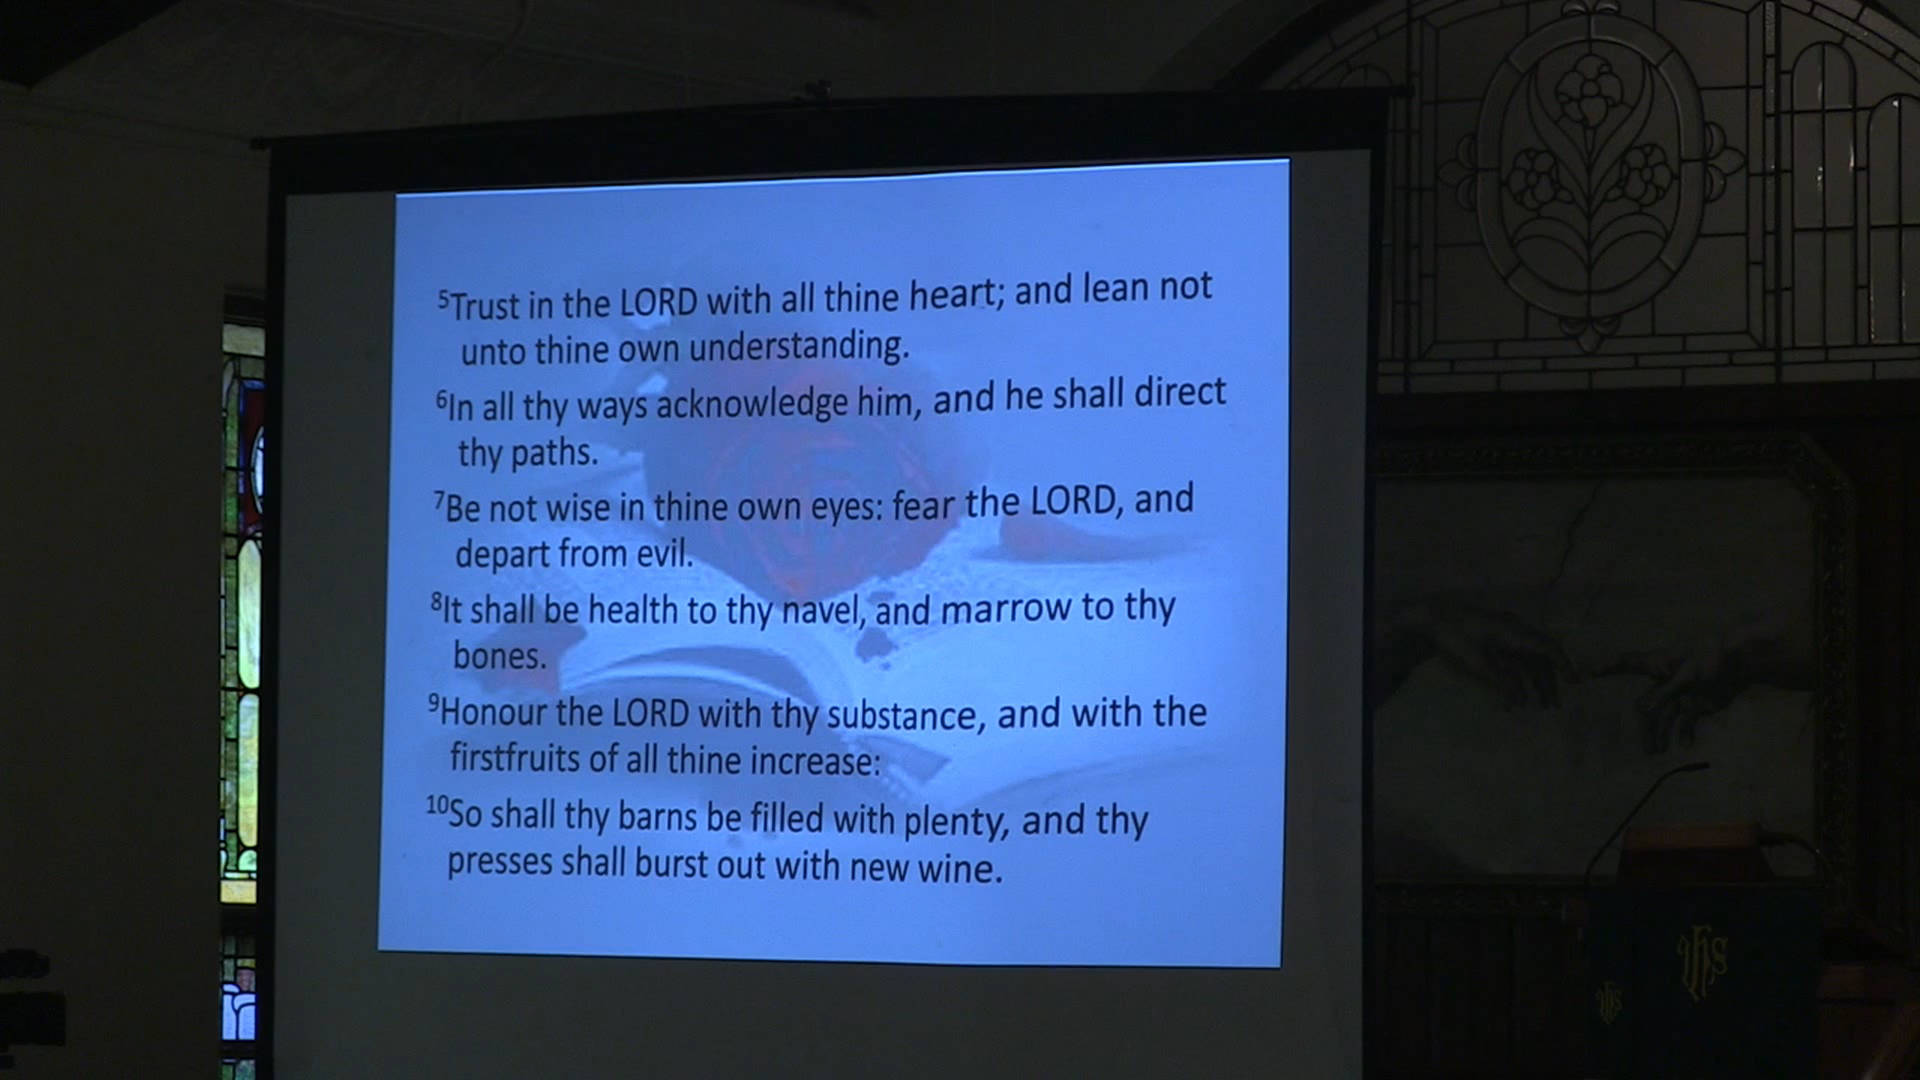 5Trust in the LORD with all thine heart; and lean not
unto thine own understanding.
6In all thy ways acknowledge him, and he shall direct
thy paths.
7Be not wise in thine own eyes: fear the LORD, and
depart from evil.
8It shall be health to thy navel, and marrow to thy
bones.
9Honour the LORD with thy substance, and with the
firstfruits of all thine increase:
10So shall thy barns be filled with plenty, and thy
presses shall burst out with new wine.
IHS
IHS